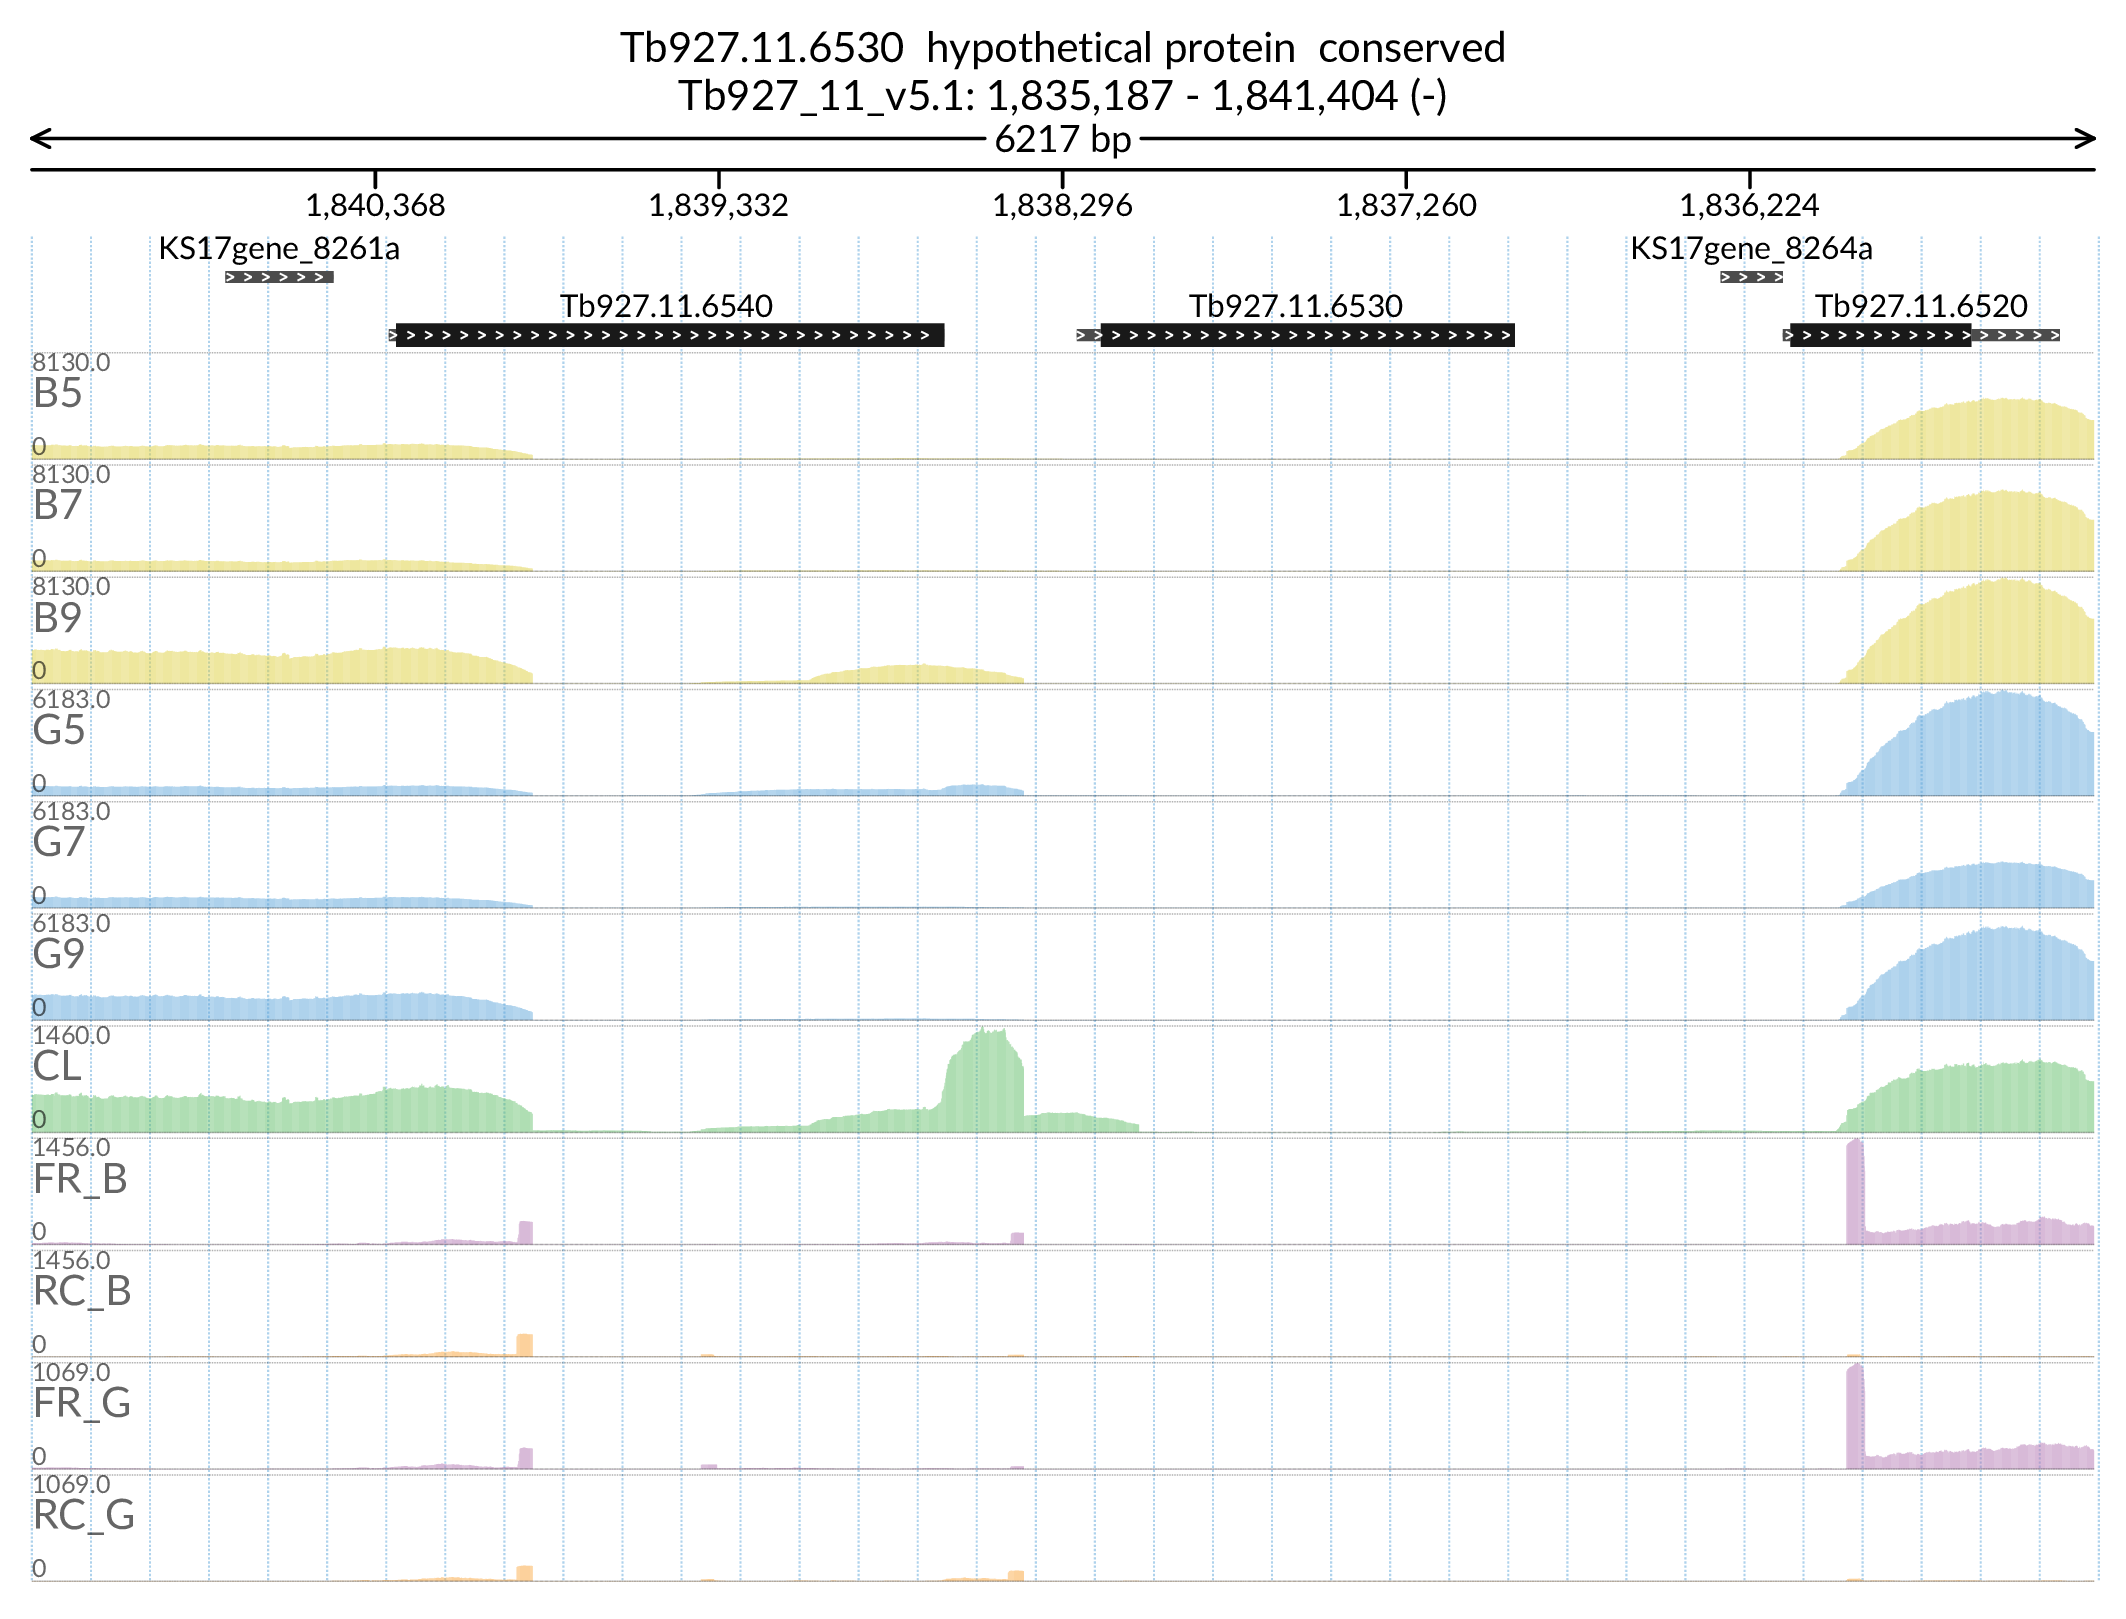 Tb927.11.6530 hypothetical protein conserved
Tb927_11_v5.1: 1,835,187 - 1,841,404 (-)
6217 bp
1,840,368 1,839,332 1,838,296 1,837,260 1,836,224
KS17gene_8261a KS17gene_8264a
Tb927.11.6540 Tb927.11.6530 Tb927.11.6520
8130.0
B5
0
8130.0
B7
0
8130.0
B9
0
6183.0
G5
0
6183.0
G7
0
6183.0
G9
0
1460.0
CL
0
1456.0
FR_B
0
1456.0
RC_B
0
1069.0
FR_G
0
1069.0
RC_G
0